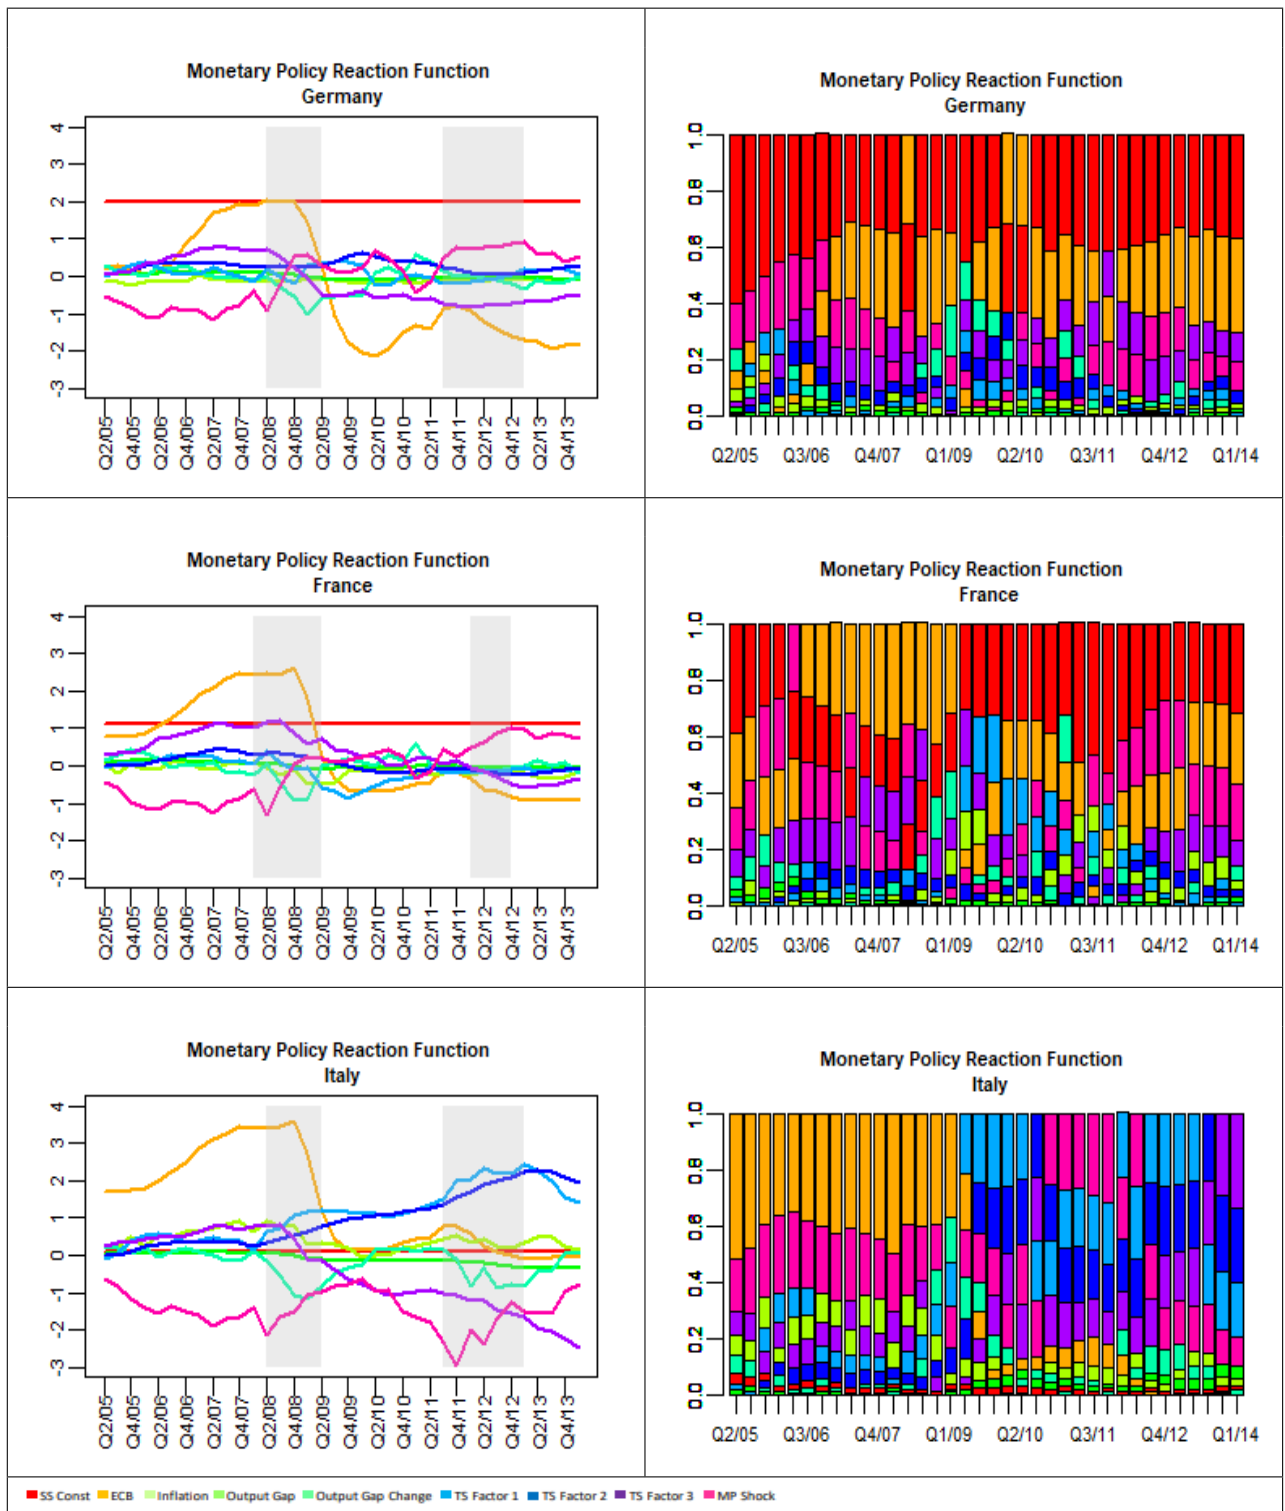 Monetary Policy Reaction Function
Germany
4
3
2
1
0
-1
-2
-3
Q2/05
Q4/05
Q2/06
Q4/06
Q2/07
Q4/07
Q2/08
Q4/08
Q2/09
Q4/09
Q2/10
Q4/10
Q2/11
Q4/11
Q2/12
Q4/12
Q2/13
Q4/13
Monetary Policy Reaction Function
Germany
1.0
0.8
0.6
0.4
0.2
0.0
Q2/05
Q3/06
Q4/07
Q1/09
Q2/10
Q3/11
Q4/12
Q1/14
Monetary Policy Reaction Function
France
4
3
2
1
0
-1
-2
-3
Q2/05
Q4/05
Q2/06
Q4/06
Q2/07
Q4/07
Q2/08
Q4/08
Q2/09
Q4/09
Q2/10
Q4/10
Q2/11
Q4/11
Q2/12
Q4/12
Q2/13
Q4/13
Monetary Policy Reaction Function
France
1.0
0.8
0.6
0.4
0.2
0.0
Q2/05
Q3/06
Q4/07
Q1/09
Q2/10
Q3/11
Q4/12
Q1/14
Monetary Policy Reaction Function
Italy
4
3
2
1
0
-1
-2
-3
Q2/05
Q4/05
Q2/06
Q4/06
Q2/07
Q4/07
Q2/08
Q4/08
Q2/09
Q4/09
Q2/10
Q4/10
Q2/11
Q4/11
Q2/12
Q4/12
Q2/13
Q4/13
Monetary Policy Reaction Function
Italy
1.0
0.8
0.6
0.4
0.2
0.0
Q2/05
Q3/06
Q4/07
Q1/09
Q2/10
Q3/11
Q4/12
Q1/14
SS Const ECB Inflation Output Gap Output Gap Change TS Factor 1 TS Factor 2 TS Factor 3 MP Shock